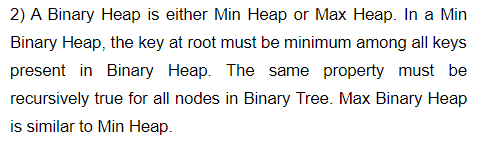 2) A Binary Heap is either Min Heap or Max Heap. In a Min
Binary Heap, the key at root must be minimum among all keys
present in Binary Heap. The same property must be
recursively true for all nodes in Binary Tree. Max Binary Heap
is similar to Min Heap.